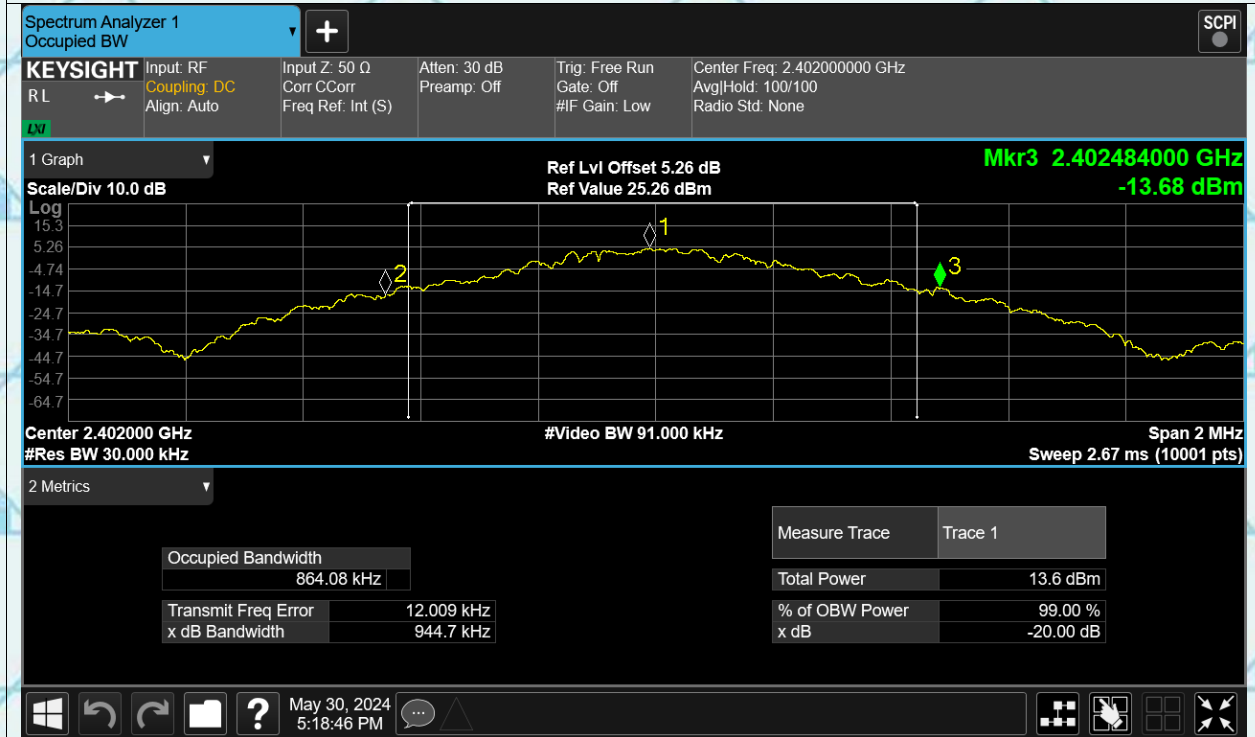 Spectrum Analyzer 1
Occupied BW
+
SCPI
KEYSIGHT
RL
LXI
Input: RF
Coupling: DC
Align: Auto
Input Z: 50 Ω
Corr CCorr
Freq Ref: Int (S)
Atten: 30 dB
Preamp: Off
Trig: Free Run
Gate: Off
#IF Gain: Low
Center Freq: 2.402000000 GHz
Avg|Hold: 100/100
Radio Std: None
1 Graph
Scale/Div 10.0 dB
Ref Lvl Offset 5.26 dB
Ref Value 25.26 dBm
Mkr3 2.402484000 GHz
-13.68 dBm
Log
15.3
5.26
-4.74
-14.7
-24.7
-34.7
-44.7
-54.7
-64.7
1
2
3
Center 2.402000 GHz
#Res BW 30.000 kHz
#Video BW 91.000 kHz
Span 2 MHz
Sweep 2.67 ms (10001 pts)
2 Metrics
Occupied Bandwidth
864.08 kHz
Transmit Freq Error 12.009 kHz
x dB Bandwidth 944.7 kHz
Measure Trace Trace 1
Total Power 13.6 dBm
% of OBW Power 99.00 %
x dB -20.00 dB
?
May 30, 2024
5:18:46 PM